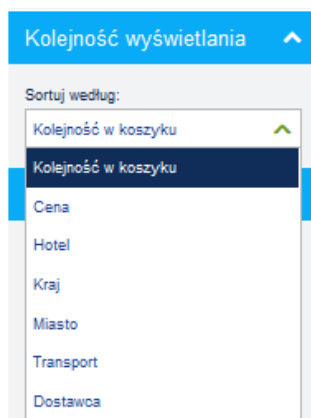 Kolejność wyświetlania
Sortuj według:
Kolejność w koszyku
Kolejność w koszyku
Cena
Hotel
Kraj
Miasto
Transport
Dostawca